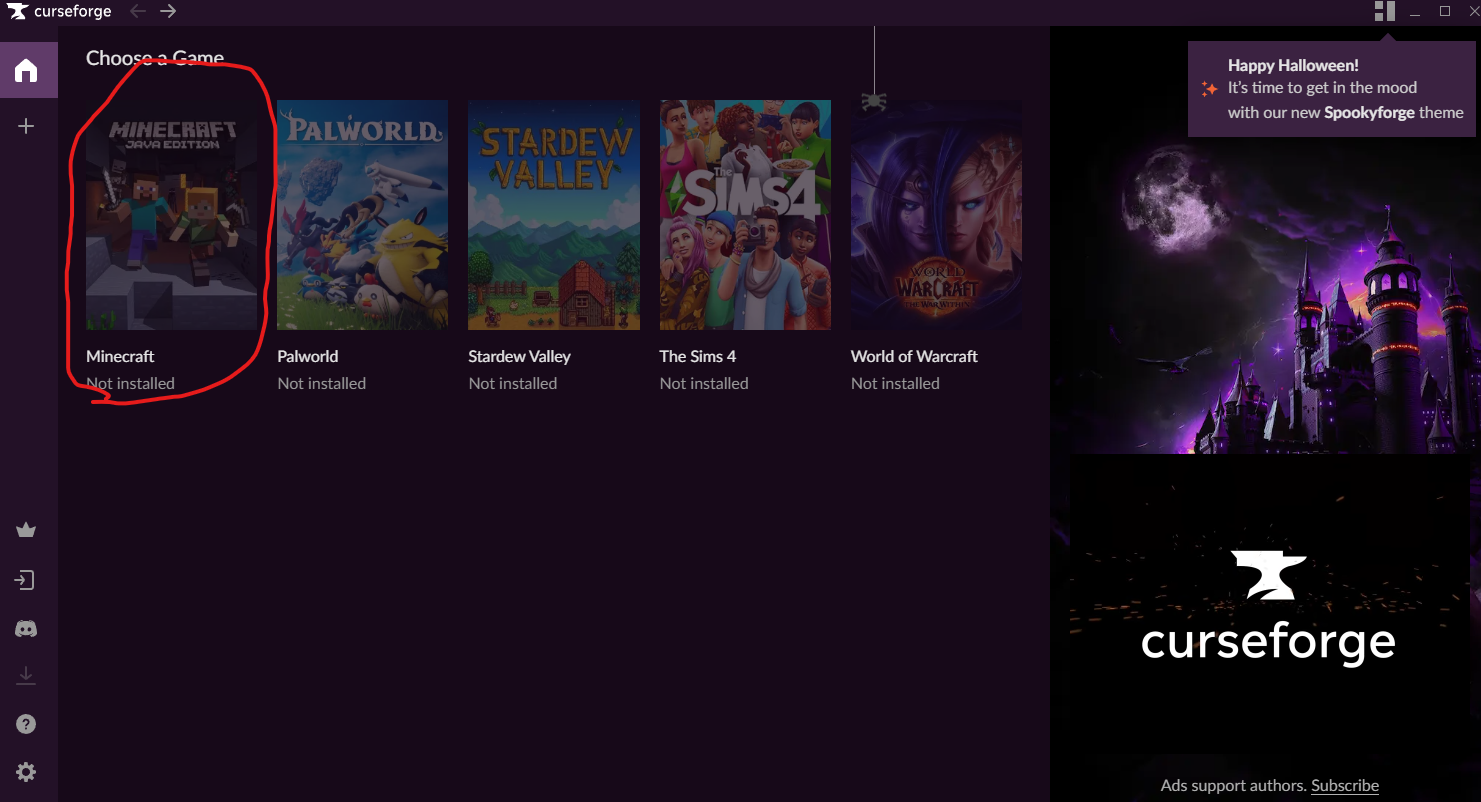 curseforge
Choose a Game
Happy Halloween!
It's time to get in the mood
with our new Spookyforge theme
MINECRAFT
JAVA EDITION
PALWORLD
STARDEW
VALLEY
The
SIMS 4
WORLD
OF
WARCRAFT
THE WAR WITHIN
Minecraft
Palworld
Stardew Valley
The Sims 4
World of Warcraft
Not installed
Not installed
Not installed
Not installed
Not installed
curseforge
Ads support authors. Subscribe